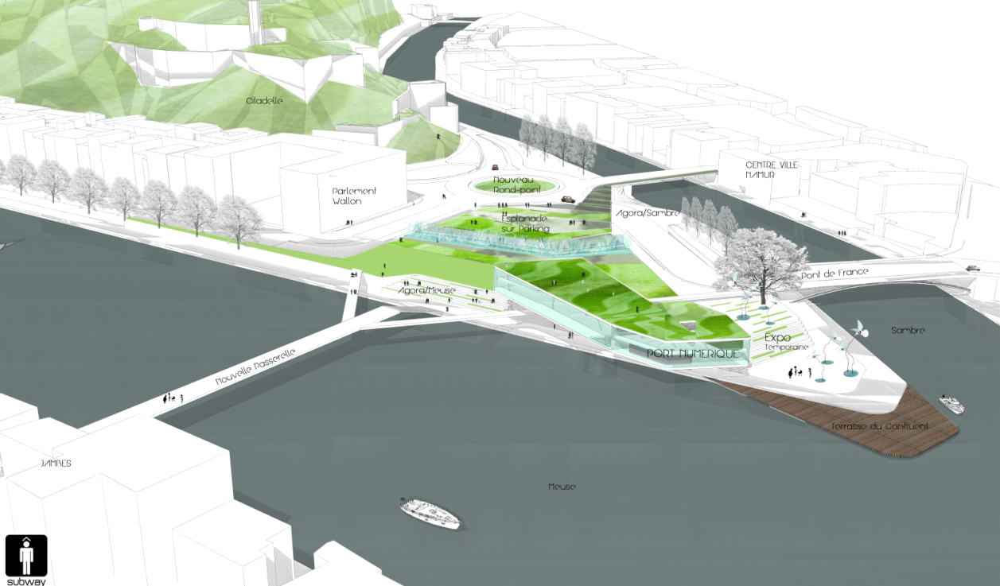 Citadelle
CENTRE VILLE
NAMUR
Nouveau
Rond-point
Parlement
Wallon
Agora/Sambre
Esplanade
sur Parking
Pont de France
Agora/Meuse
Sambre
Expo
Temporaine
PORT NUMERIQUE
Nouvelle Passerelle
Terrasse du Confluent
JAMBES
Meuse
subway